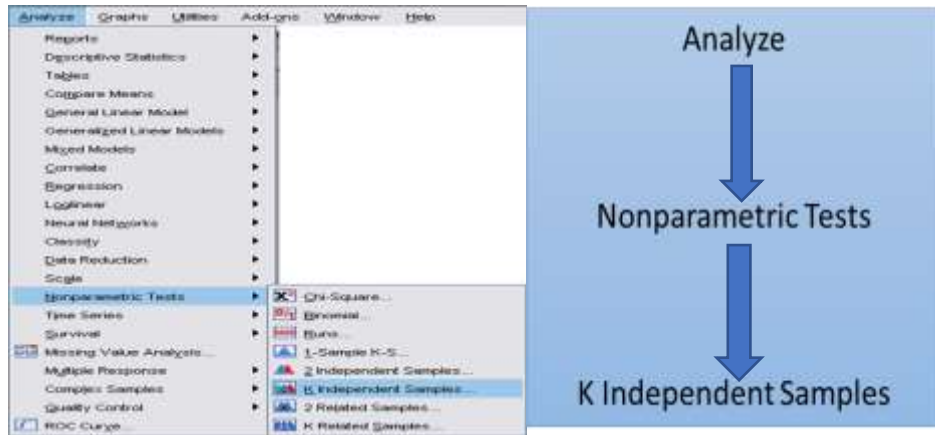 Analyze Graphs Utilities Add-ons Window Help
Reports
Descriptive Statistics
Tables
Compare Means
General Linear Model
Generalized Linear Models
Mixed Models
Correlate
Regression
Loglinear
Neural Networks
Classify
Data Reduction
Scale
Nonparametric Tests
Time Series
Survival
Missing Value Analysis...
Multiple Response
Complex Samples
Quality Control
ROC Curve...
Chi-Square...
Binomial...
Runs...
1-Sample K-S...
2 Independent Samples...
K Independent Samples...
2 Related Samples...
K Related Samples...
Analyze
Nonparametric Tests
K Independent Samples